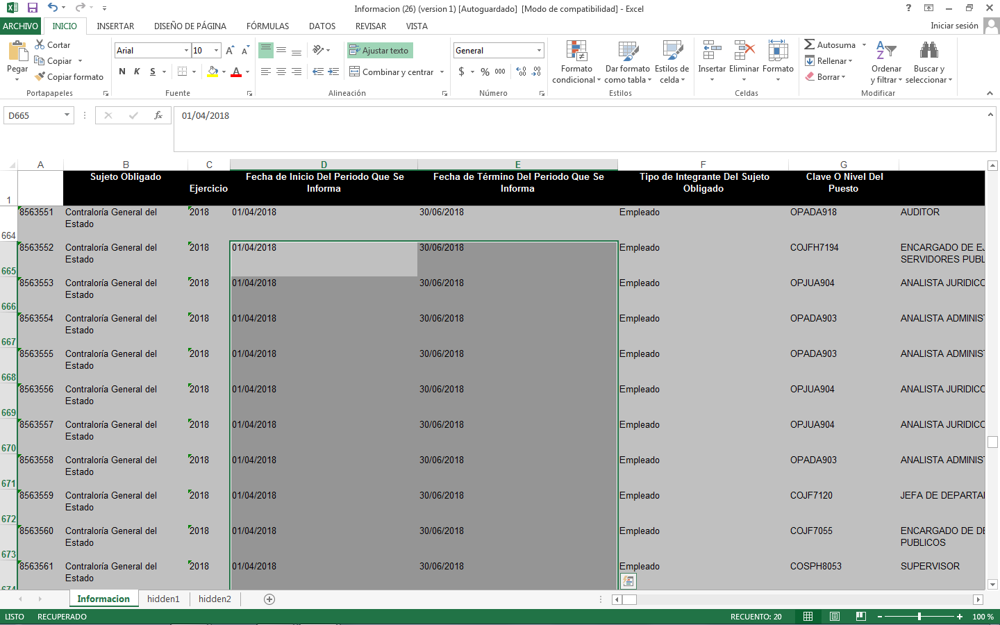 Informacion (26) (version 1) [Autoguardado]  [Modo de compatibilidad] - Excel
?
ARCHIVO INICIO INSERTAR DISEÑO DE PÁGINA FÓRMULAS DATOS REVISAR VISTA Iniciar sesión
Pegar Cortar Copiar Copiar formato
Portapapeles
Arial 10 A A
N K S A
Fuente
Ajustar texto
Combinar y centrar
Alineación
General
$ % 000
Número
Formato condicional Dar formato como tabla Estilos de celda
Estilos
Insertar Eliminar Formato
Celdas
Autosuma Rellenar Borrar
Ordenar y filtrar Buscar y seleccionar
Modificar
D665 fx 01/04/2018
A B C D E F G
1 Sujeto Obligado Ejercicio Fecha de Inicio Del Periodo Que Se Informa Fecha de Término Del Periodo Que Se Informa Tipo de Integrante Del Sujeto Obligado Clave O Nivel Del Puesto
664 8563551 Contraloría General del Estado 2018 01/04/2018 30/06/2018 Empleado OPADA918 AUDITOR
665 8563552 Contraloría General del Estado 2018 01/04/2018 30/06/2018 Empleado COJFH7194 ENCARGADO DE EJ SERVIDORES PUBL
666 8563553 Contraloría General del Estado 2018 01/04/2018 30/06/2018 Empleado OPJUA904 ANALISTA JURIDICO
667 8563554 Contraloría General del Estado 2018 01/04/2018 30/06/2018 Empleado OPADA903 ANALISTA ADMINIST
668 8563555 Contraloría General del Estado 2018 01/04/2018 30/06/2018 Empleado OPADA903 ANALISTA ADMINIST
669 8563556 Contraloría General del Estado 2018 01/04/2018 30/06/2018 Empleado OPJUA904 ANALISTA JURIDICO
670 8563557 Contraloría General del Estado 2018 01/04/2018 30/06/2018 Empleado OPJUA904 ANALISTA JURIDICO
671 8563558 Contraloría General del Estado 2018 01/04/2018 30/06/2018 Empleado OPADA903 ANALISTA ADMINIST
672 8563559 Contraloría General del Estado 2018 01/04/2018 30/06/2018 Empleado COJF7120 JEFA DE DEPARTA
673 8563560 Contraloría General del Estado 2018 01/04/2018 30/06/2018 Empleado COJF7055 ENCARGADO DE DE PUBLICOS
674 8563561 Contraloría General del Estado 2018 01/04/2018 30/06/2018 Empleado COSPH8053 SUPERVISOR
Informacion hidden1 hidden2
LISTO RECUPERADO RECUENTO: 20 100 %